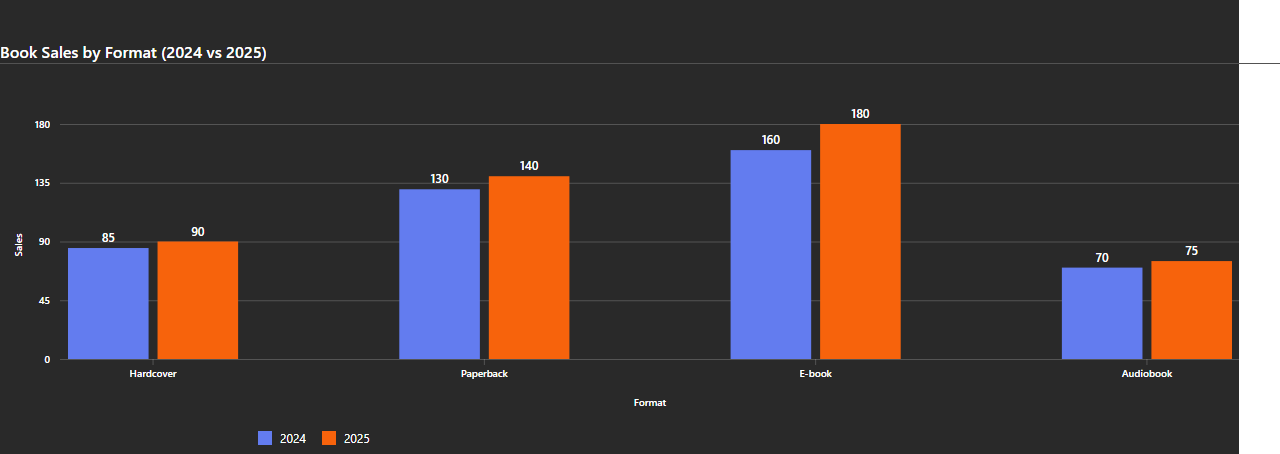 Book Sales by Format (2024 vs 2025)
180
135
90
45
0
Sales
85
90
130
140
160
180
70
75
Hardcover
Paperback
E-book
Audiobook
Format
2024
2025